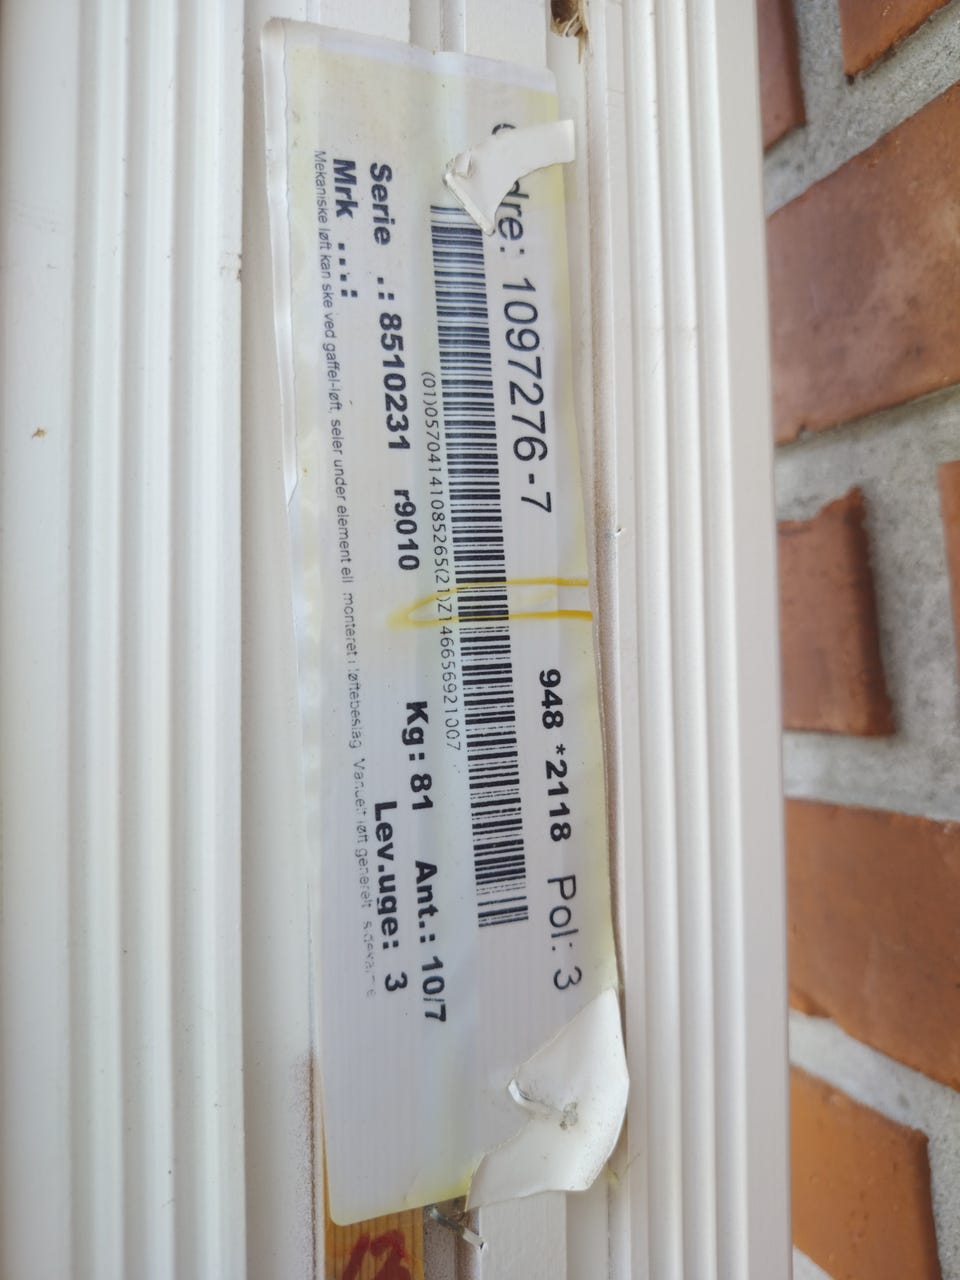 dre: 1097276-7 948 *2118 Pol: 3
(01)05704141085265(21)Z146656921007
Serie .: 8510231 r9010 Kg: 81 Ant.: 10/7
Mrk ..: Lev.uge: 3
Mekaniske løft kan ske ved gaffel-løft, seler under element ell monteret i løftebeslag Manuelt løft generelt